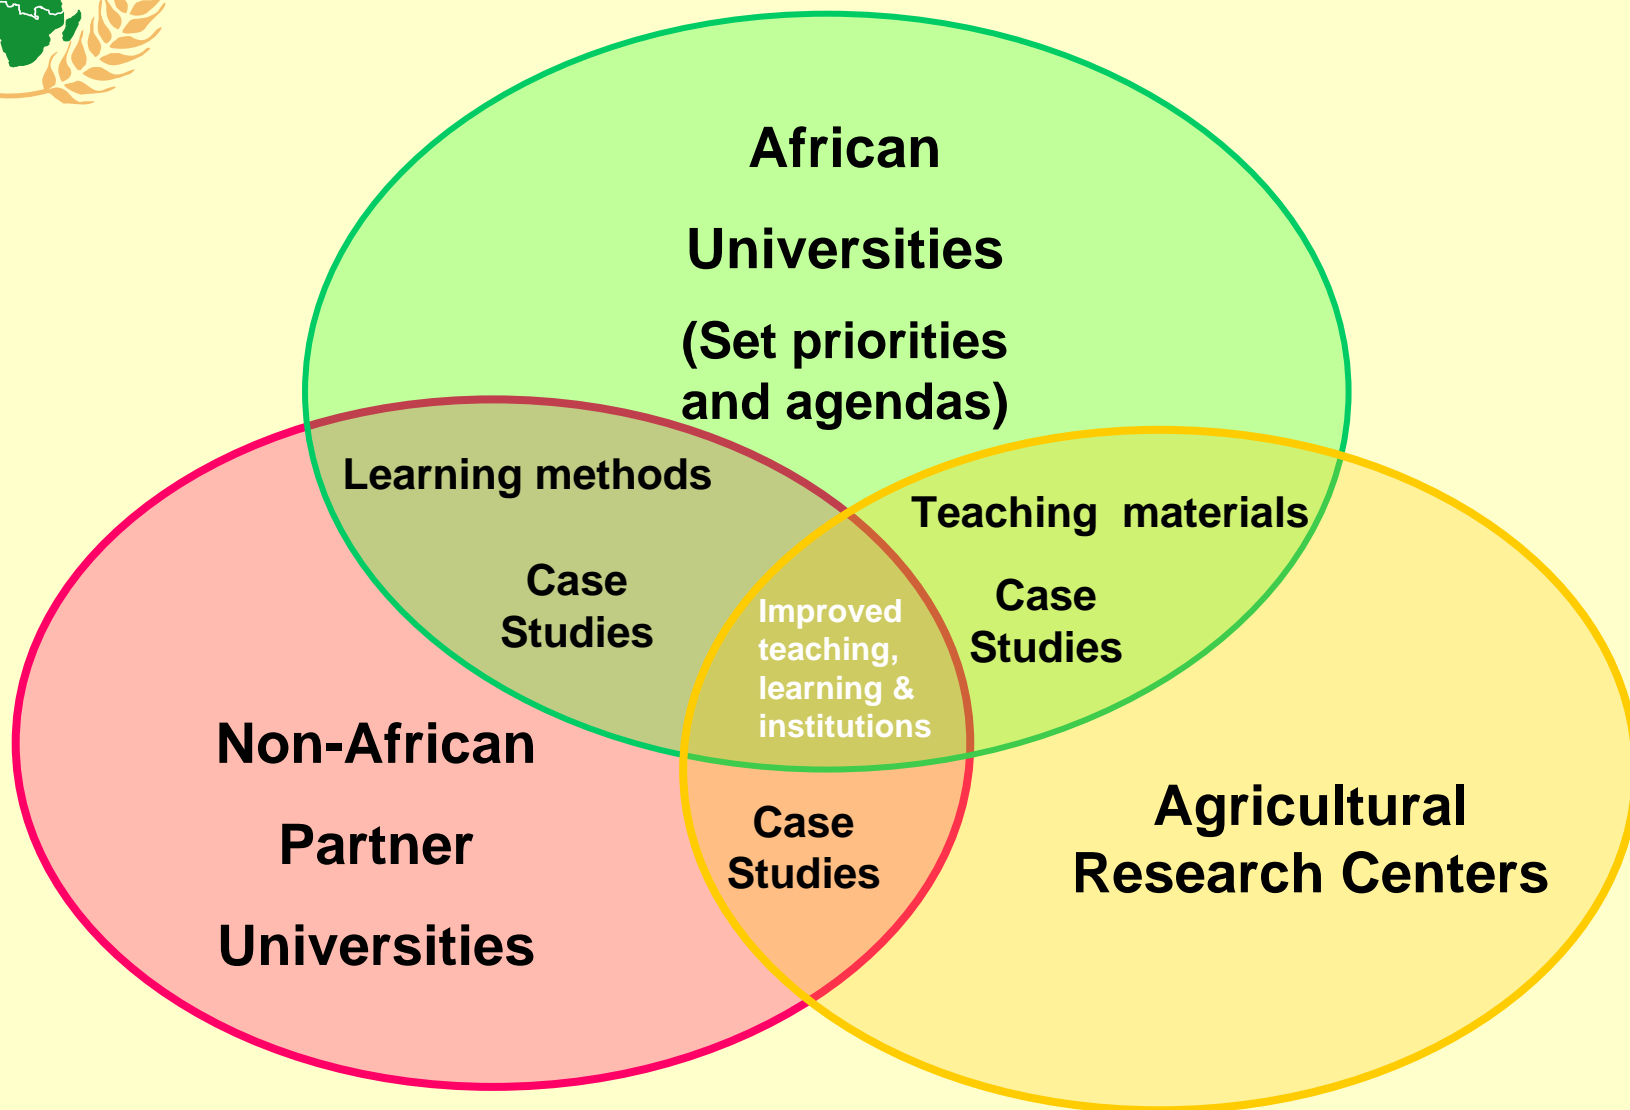 African
Universities
(Set priorities
and agendas)
Learning methods
Case
Studies
Teaching materials
Case
Studies
Improved
teaching,
learning &
institutions
Non-African
Partner
Universities
Case
Studies
Agricultural
Research Centers